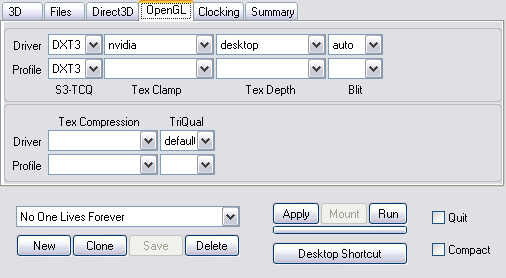 3D Files Direct3D OpenGL Clocking Summary
Driver DXT3 nvidia desktop auto
Profile DXT3
S3-TCQ Tex Clamp Tex Depth Blit
Tex Compression TriQual
Driver default
Profile
No One Lives Forever
Apply Mount Run
Quit
New Clone Save Delete
Desktop Shortcut
Compact